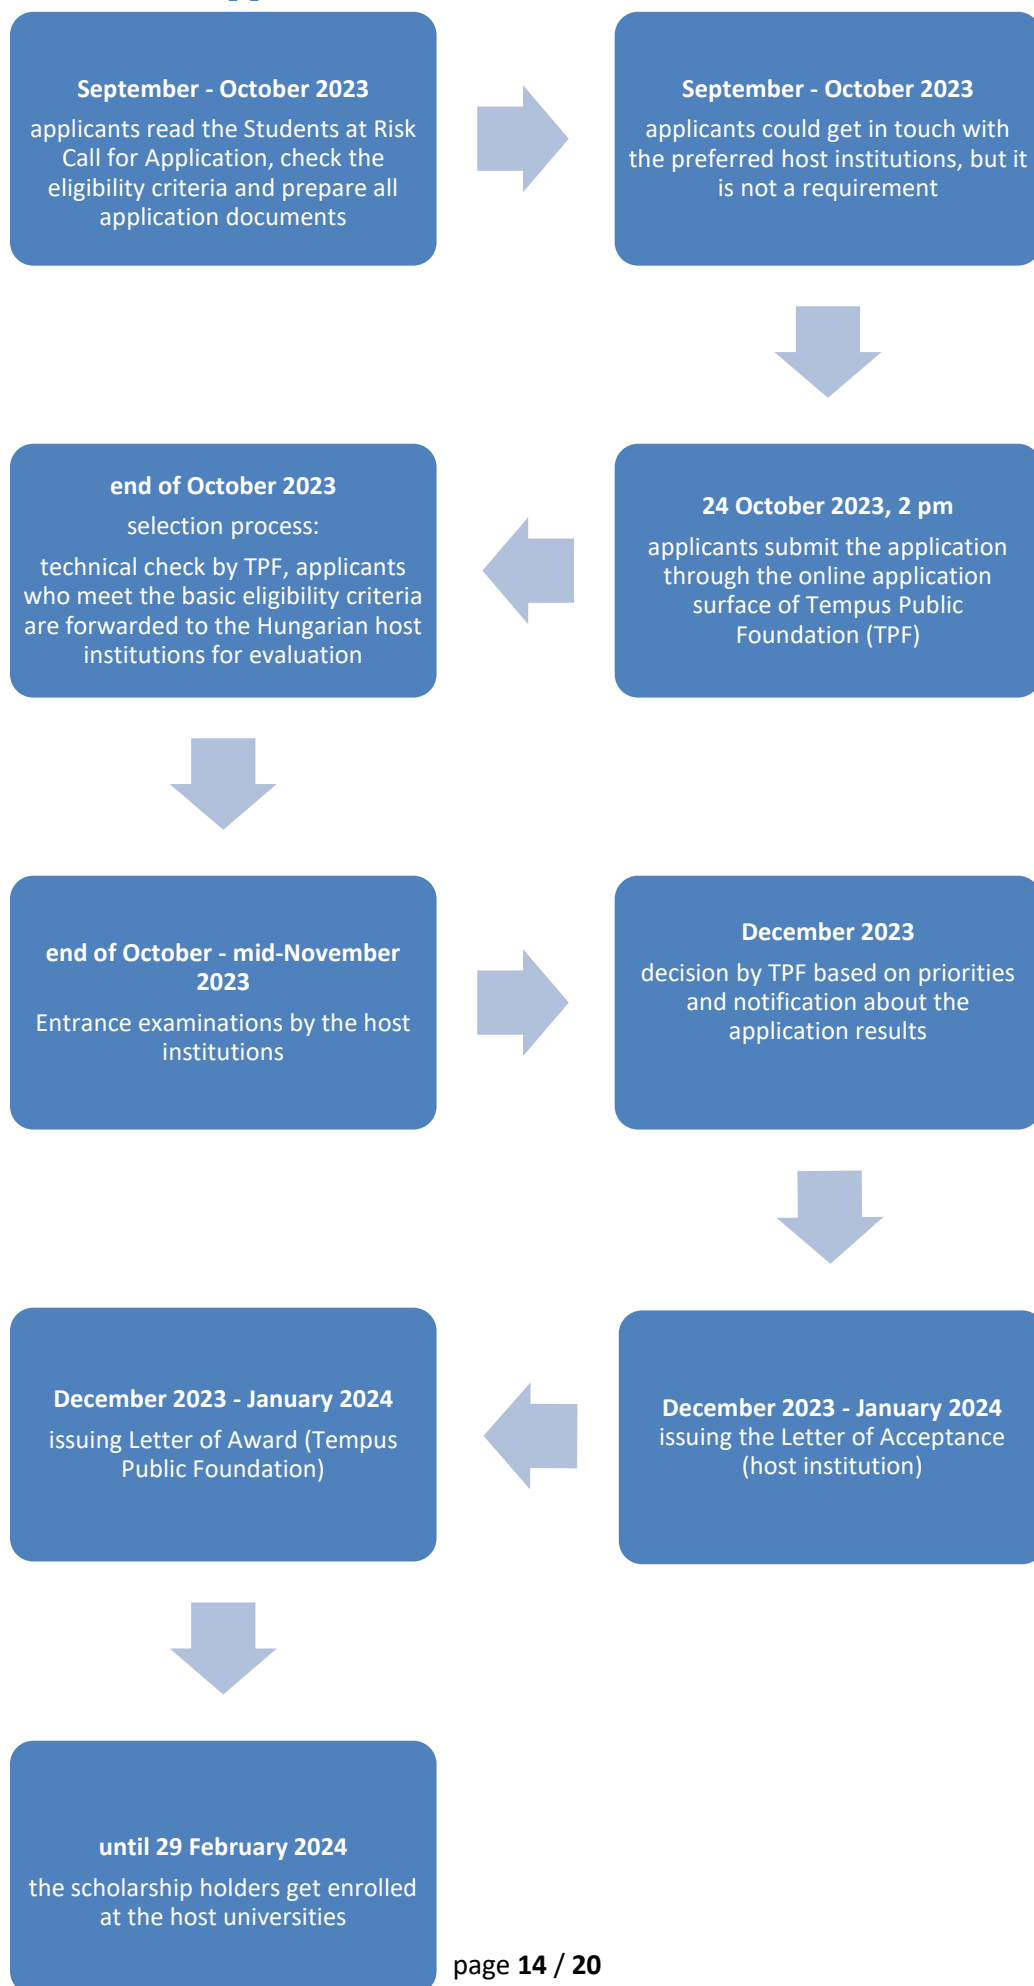 September - October 2023
applicants read the Students at Risk
Call for Application, check the
eligibility criteria and prepare all
application documents
September - October 2023
applicants could get in touch with
the preferred host institutions, but it
is not a requirement
24 October 2023, 2 pm
applicants submit the application
through the online application
surface of Tempus Public
Foundation (TPF)
end of October 2023
selection process:
technical check by TPF, applicants
who meet the basic eligibility criteria
are forwarded to the Hungarian host
institutions for evaluation
end of October - mid-November
2023
Entrance examinations by the host
institutions
December 2023
decision by TPF based on priorities
and notification about the
application results
December 2023 - January 2024
issuing the Letter of Acceptance
(host institution)
December 2023 - January 2024
issuing Letter of Award (Tempus
Public Foundation)
until 29 February 2024
the scholarship holders get enrolled
at the host universities
page 14 / 20